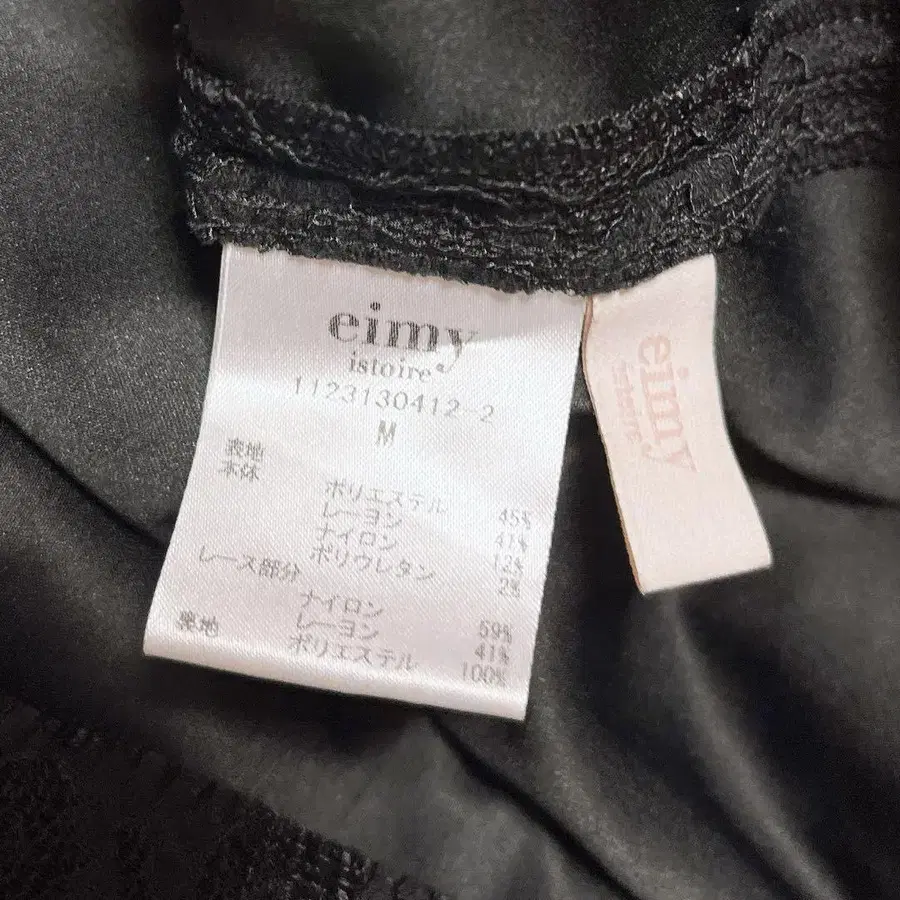 eimy
istoire
1123130412-2
M
表地
本体
ポリエステル 45%
レーヨン 41%
ナイロン 12%
ポリウレタン 2%
レース部分
ナイロン 59%
レーヨン 41%
裏地 ポリエステル 100%
eimy
istoire